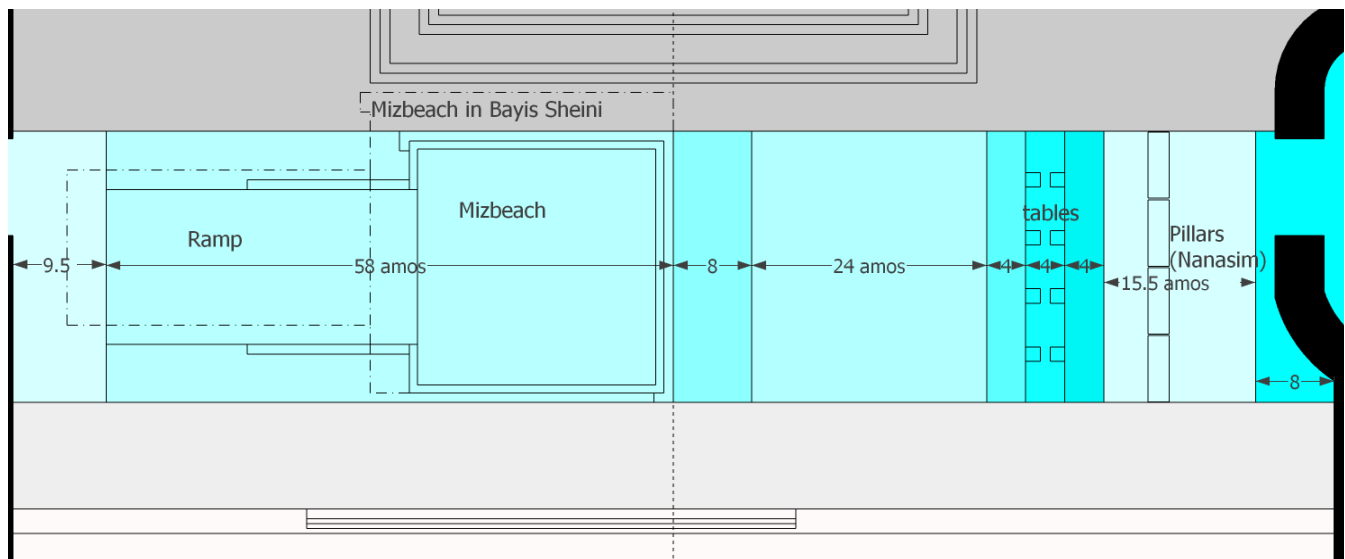 Mizbeach in Bayis Sheini
Mizbeach
tables
Ramp
Pillars
(Nanasim)
9.5
58 amos
8
24 amos
4
4
4
15.5 amos
8